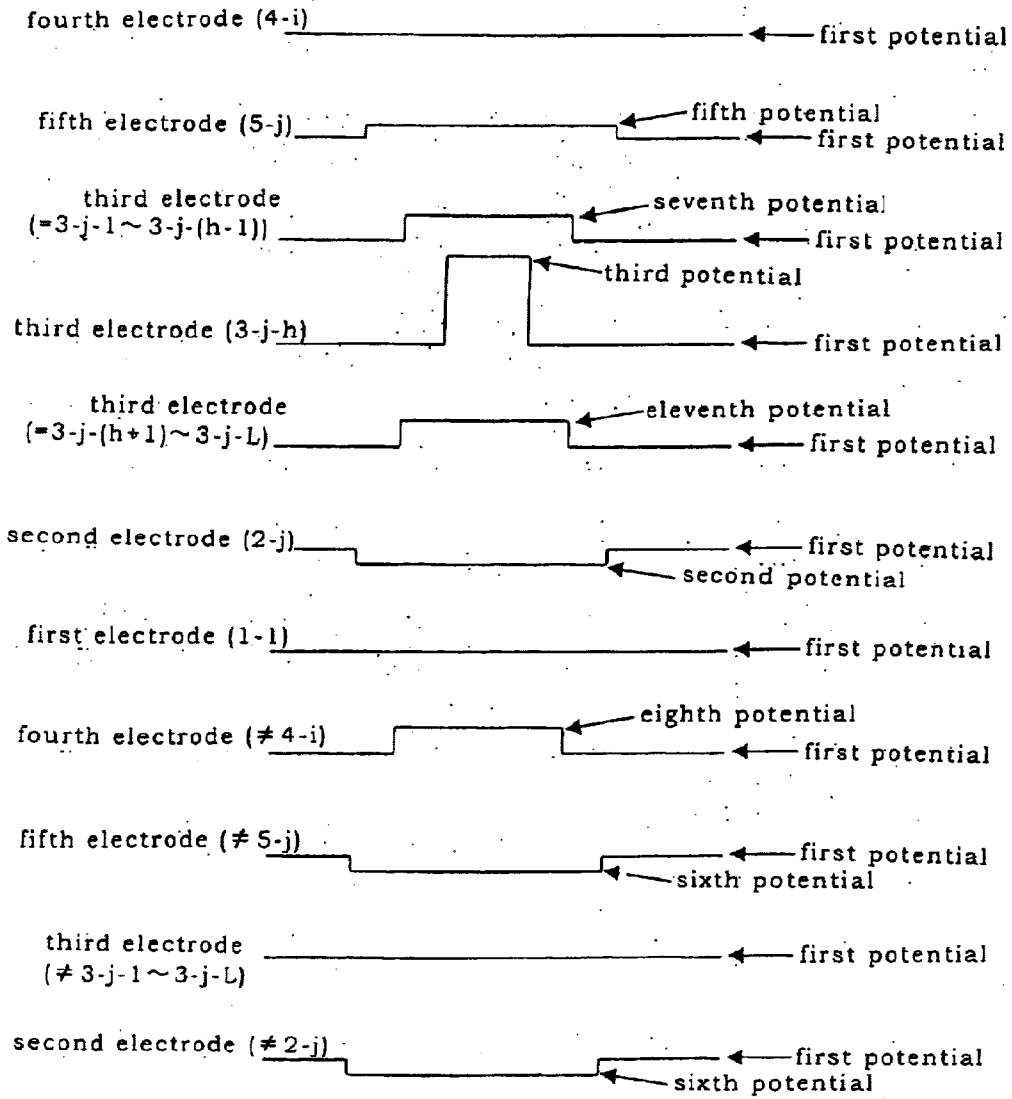 fourth electrode (4-i)
first potential
fifth electrode (5-j)
fifth potential
first potential
third electrode
(=3-j-1~3-j-(h-1))
seventh potential
first potential
third potential
third electrode (3-j-h)
first potential
third electrode
(=3-j-(h+1)~3-j-L)
eleventh potential
first potential
second electrode (2-j)
first potential
second potential
first electrode (1-1)
first potential
fourth electrode (≠4-i)
eighth potential
first potential
fifth electrode (≠5-j)
first potential
sixth potential
third electrode
(≠3-j-1~3-j-L)
first potential
second electrode (≠2-j)
first potential
sixth potential